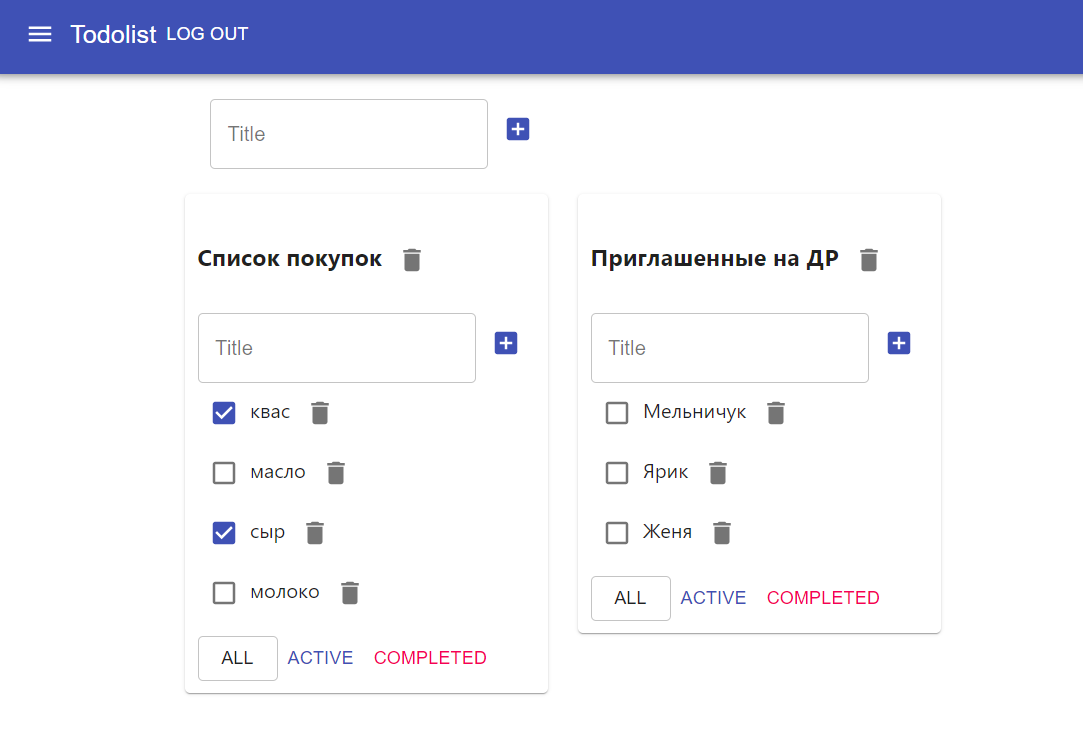 Todolist LOG OUT
Title
Список покупок
Title
квас
масло
сыр
молоко
ALL ACTIVE COMPLETED
Приглашенные на ДР
Title
Мельничук
Ярик
Женя
ALL ACTIVE COMPLETED